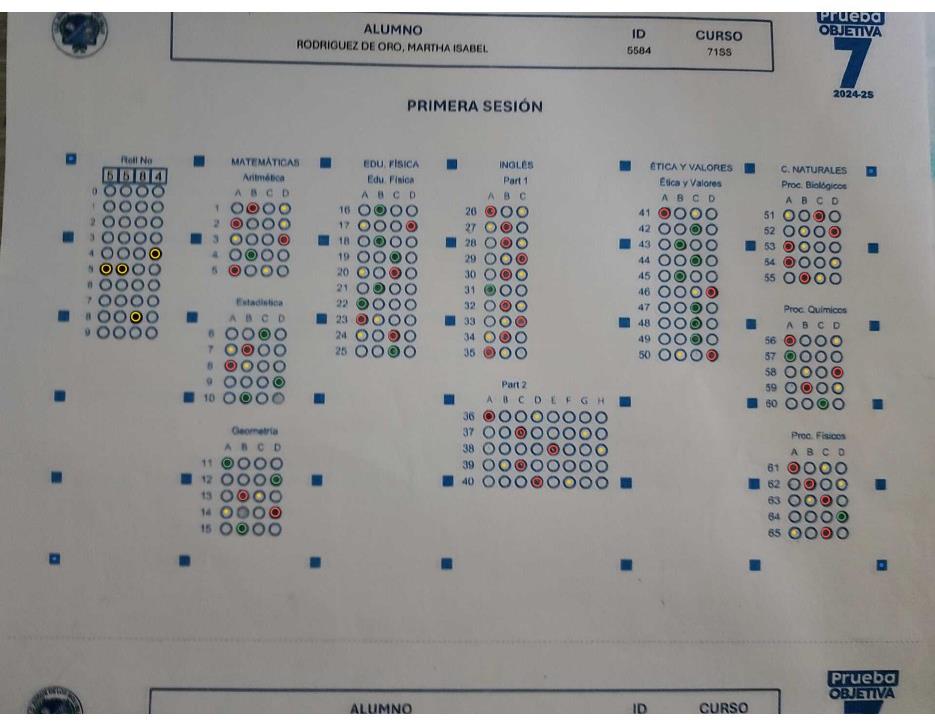 ALUMNO
RODRIGUEZ DE ORO, MARTHA ISABEL
ID
5584
CURSO
71SS
Prueba
OBJETIVA
7
2024-2S
PRIMERA SESIÓN
Roll No
5 5 8 4
0
1
2
3
4
5
6
7
8
9
MATEMÁTICAS
Aritmética
A B C D
1
2
3
4
5
Estadística
A B C D
6
7
8
9
10
Geometría
A B C D
11
12
13
14
15
EDU. FÍSICA
Edu. Física
A B C D
16
17
18
19
20
21
22
23
24
25
INGLÉS
Part 1
A B C
26
27
28
29
30
31
32
33
34
35
Part 2
A B C D E F G H
36
37
38
39
40
ÉTICA Y VALORES
Ética y Valores
A B C D
41
42
43
44
45
46
47
48
49
50
C. NATURALES
Proc. Biológicos
A B C D
51
52
53
54
55
Proc. Químicos
A B C D
56
57
58
59
60
Proc. Físicos
A B C D
61
62
63
64
65
ALUMNO
ID
CURSO
Prueba
OBJETIVA